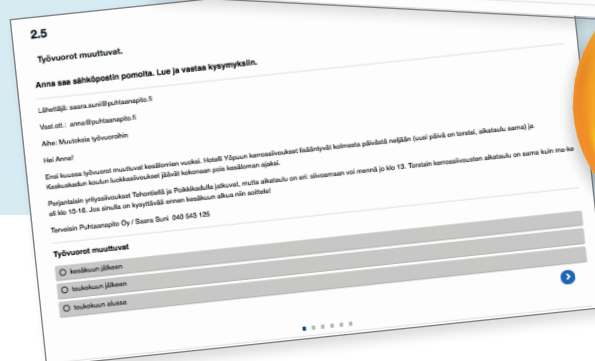 2.5
Työvuorot muuttuvat.
Anna saa sähköpostin pomolta. Lue ja vastaa kysymyksiin.
Lähettäjä: saara.suni@puhtaanapito.fi
Vast.ott.: anna@puhtaanapito.fi
Aihe: Muutoksia työvuoroihin
Hei Anna!
Ensi kuussa työvuorot muuttuvat kesälomien vuoksi. Hotelli Yöpuun kerrossiivoukset lisääntyvät kolmesta päivästä neljään (uusi päivä on torstai, aikataulu sama) ja
Keskuskadun koulun luokkasiivoukset jäävät kokonaan pois kesäloman ajaksi.
Perjantaisin yrityssiivoukset Tehontiellä ja Poikkikadulla jatkuvat, mutta aikataulu on eri: siivoamaan voi mennä jo klo 13. Torstain kerrossiivousten aikataulu on sama kuin ma-ke
eli klo 10-16. Jos sinulla on kysyttävää ennen kesäkuun alkua niin soittele!
Terveisin Puhtaanapito Oy / Saara Suni 040 543 125
Työvuorot muuttuvat
kesäkuun jälkeen
toukokuun jälkeen
toukokuun alussa